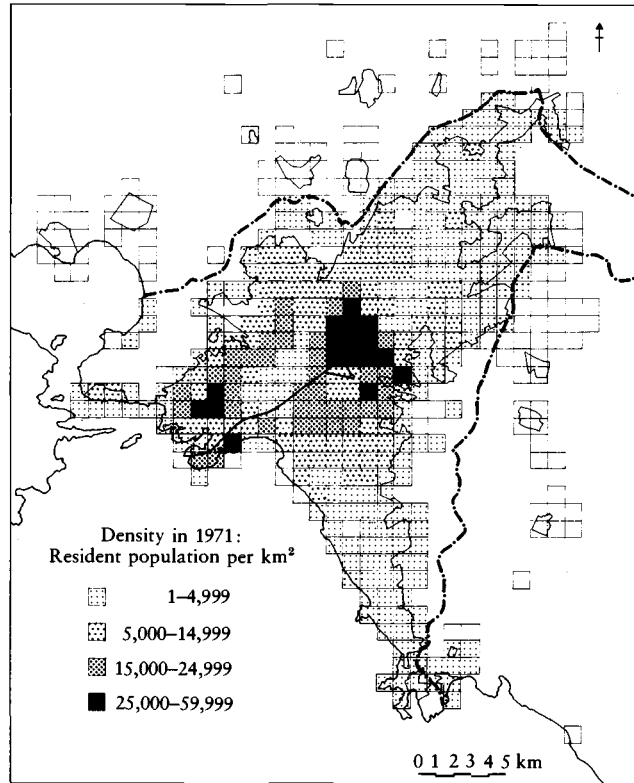 Density in 1971:
Resident population per km²
1–4,999
5,000–14,999
15,000–24,999
25,000–59,999
0 1 2 3 4 5 km